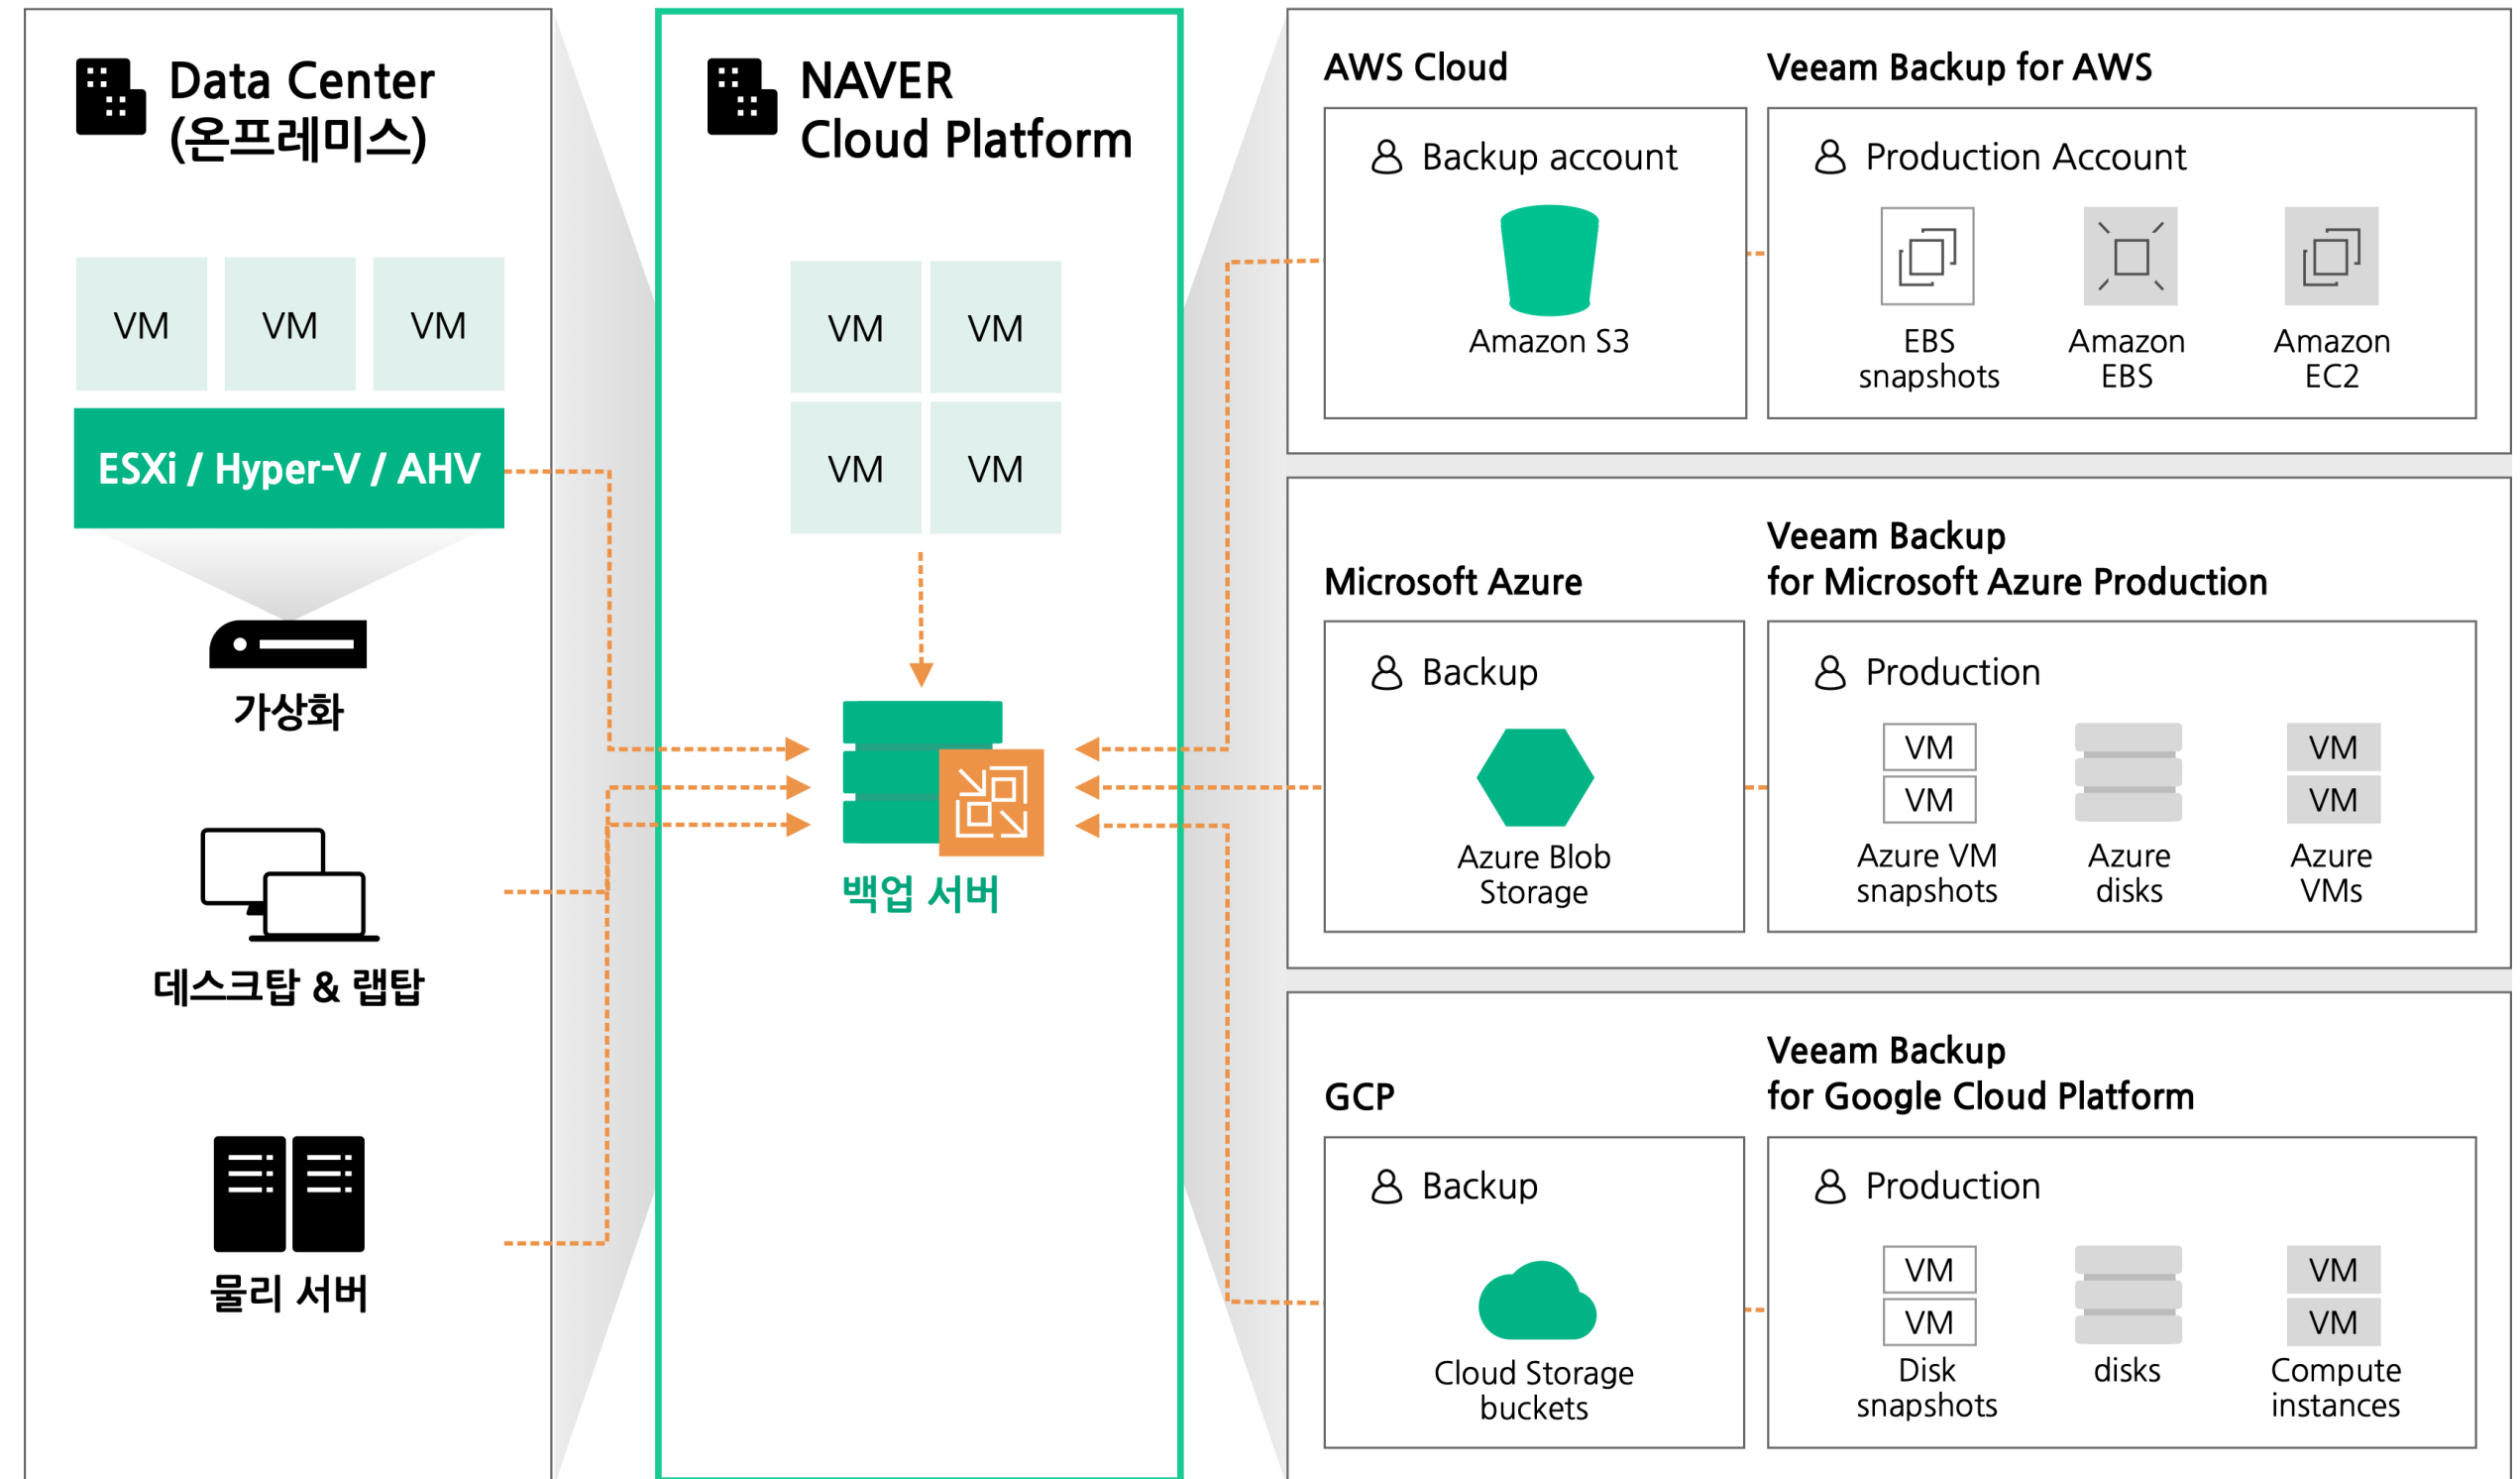 Data Center
(온프레미스)
VM
VM
VM
ESXi / Hyper-V / AHV
가상화
데스크탑 & 랩탑
물리 서버
NAVER
Cloud Platform
VM
VM
VM
VM
백업 서버
AWS Cloud
Backup account
Amazon S3
Veeam Backup for AWS
Production Account
EBS
snapshots
Amazon
EBS
Amazon
EC2
Microsoft Azure
Backup
Azure Blob
Storage
Veeam Backup
for Microsoft Azure Production
Production
VM
VM
Azure VM
snapshots
Azure
disks
VM
VM
Azure
VMs
GCP
Backup
Cloud Storage
buckets
Veeam Backup
for Google Cloud Platform
Production
VM
VM
Disk
snapshots
disks
VM
VM
Compute
instances